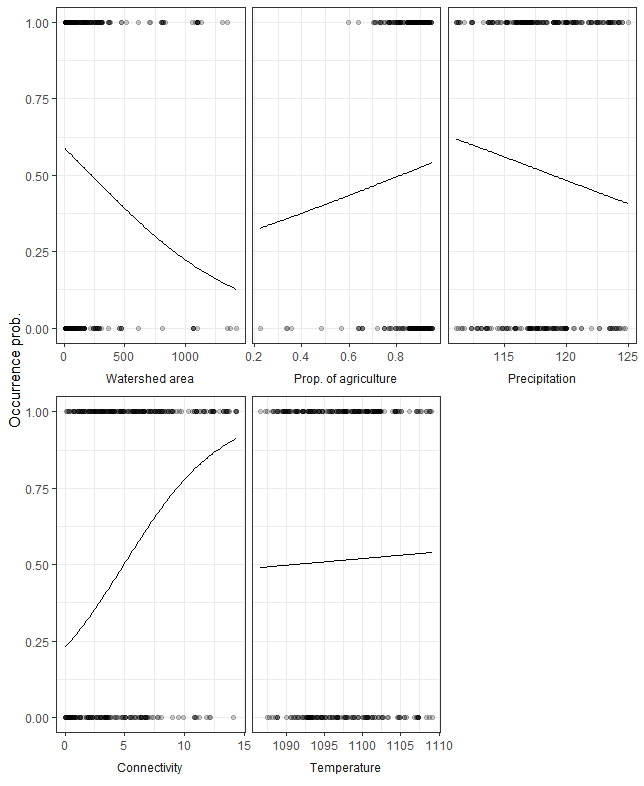 1.00
0.75
0.50
0.25
0.00
0 500 1000
Watershed area
0.2 0.4 0.6 0.8
Prop. of agriculture
115 120 125
Precipitation
Occurrence prob.
1.00
0.75
0.50
0.25
0.00
0 5 10 15
Connectivity
1090 1095 1100 1105 1110
Temperature